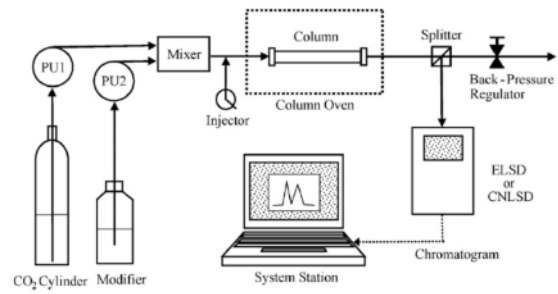 PU1
PU2
Mixer
Injector
Column
Column Oven
Splitter
Back - Pressure
Regulator
ELSD
or
CNLSD
Chromatogram
System Station
CO₂ Cylinder
Modifier